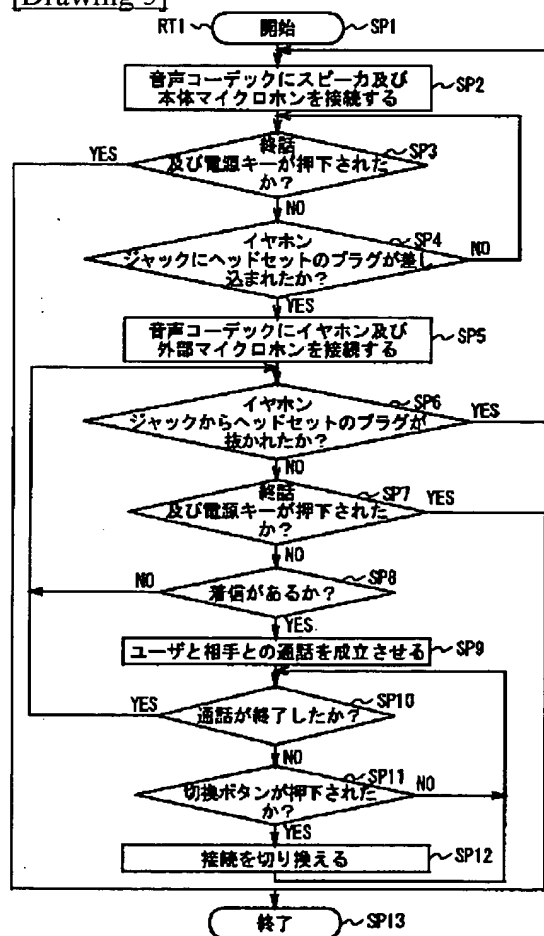 [Drawing 5]
RT1 開始 SP1
音声コーデックにスピーカ及び
本体マイクロホンを接続する SP2
終話 SP3
YES 及び電源キーが押下された
か?
NO
イヤホン SP4
ジャックにヘッドセットのプラグが差し NO
込まれたか?
YES
音声コーデックにイヤホン及び
外部マイクロホンを接続する SP5
イヤホン SP6
ジャックからヘッドセットのプラグが YES
抜かれたか?
NO
終話 SP7 YES
及び電源キーが押下された
か?
NO
NO 着信があるか? SP8
YES
ユーザと相手との通話を成立させる SP9
YES 通話が終了したか? SP10
NO
切換ボタンが押下された SP11 NO
か?
YES
接続を切り換える SP12
終了 SP13